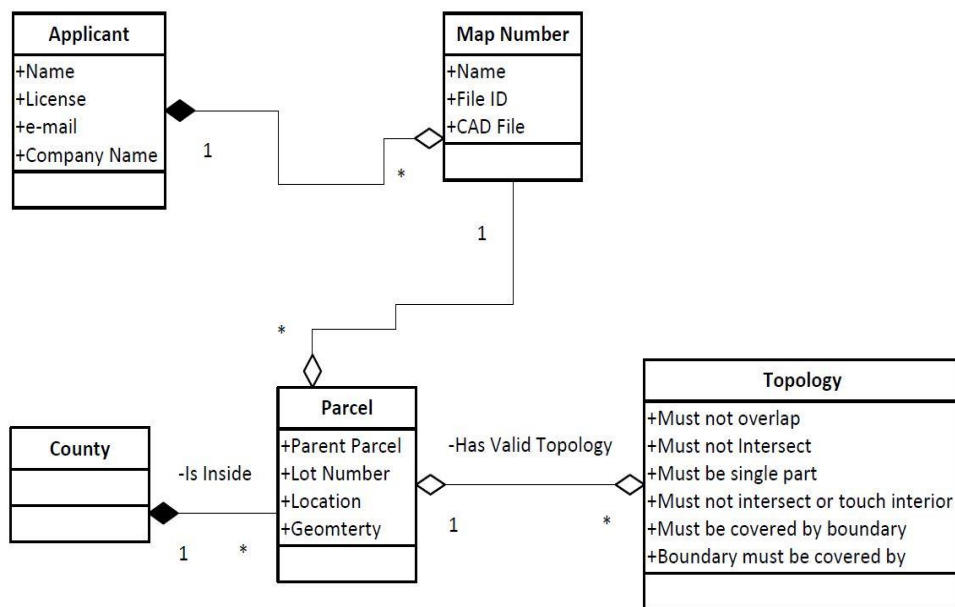 Applicant
+Name
+License
+e-mail
+Company Name
Map Number
+Name
+File ID
+CAD File
1
*
1
*
County
-Is Inside
1
*
Parcel
+Parent Parcel
+Lot Number
+Location
+Geomterty
-Has Valid Topology
1
*
Topology
+Must not overlap
+Must not Intersect
+Must be single part
+Must not intersect or touch interior
+Must be covered by boundary
+Boundary must be covered by